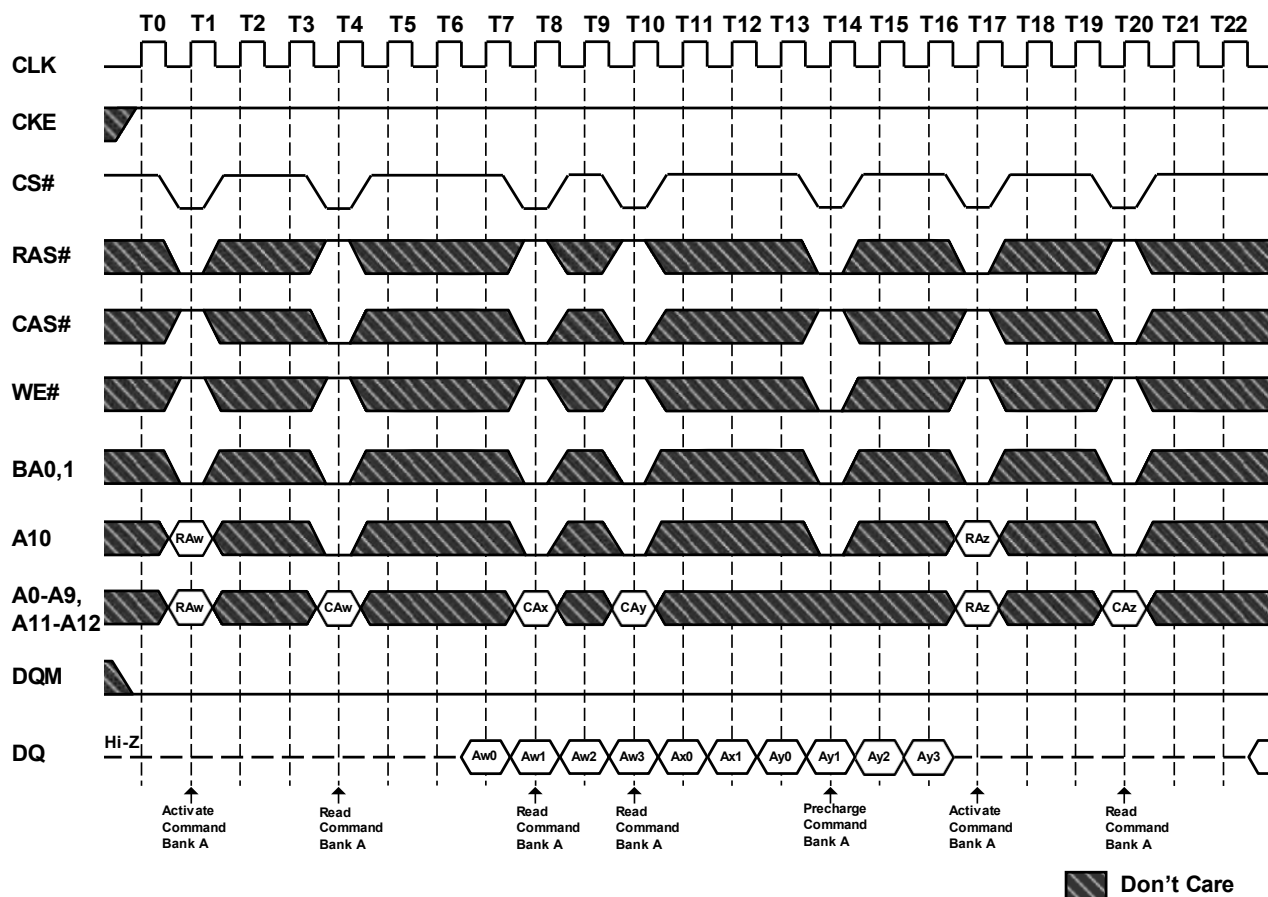 T0 T1 T2 T3 T4 T5 T6 T7 T8 T9 T10 T11 T12 T13 T14 T15 T16 T17 T18 T19 T20 T21 T22
CLK
CKE
CS#
RAS#
CAS#
WE#
BA0,1
A10 RAw RAz
A0-A9,
A11-A12 RAw CAw CAx CAy RAz CAz
DQM
Hi-Z
DQ Aw0 Aw1 Aw2 Aw3 Ax0 Ax1 Ay0 Ay1 Ay2 Ay3
Activate
Command
Bank A
Read
Command
Bank A
Read
Command
Bank A
Read
Command
Bank A
Precharge
Command
Bank A
Activate
Command
Bank A
Read
Command
Bank A
Don't Care